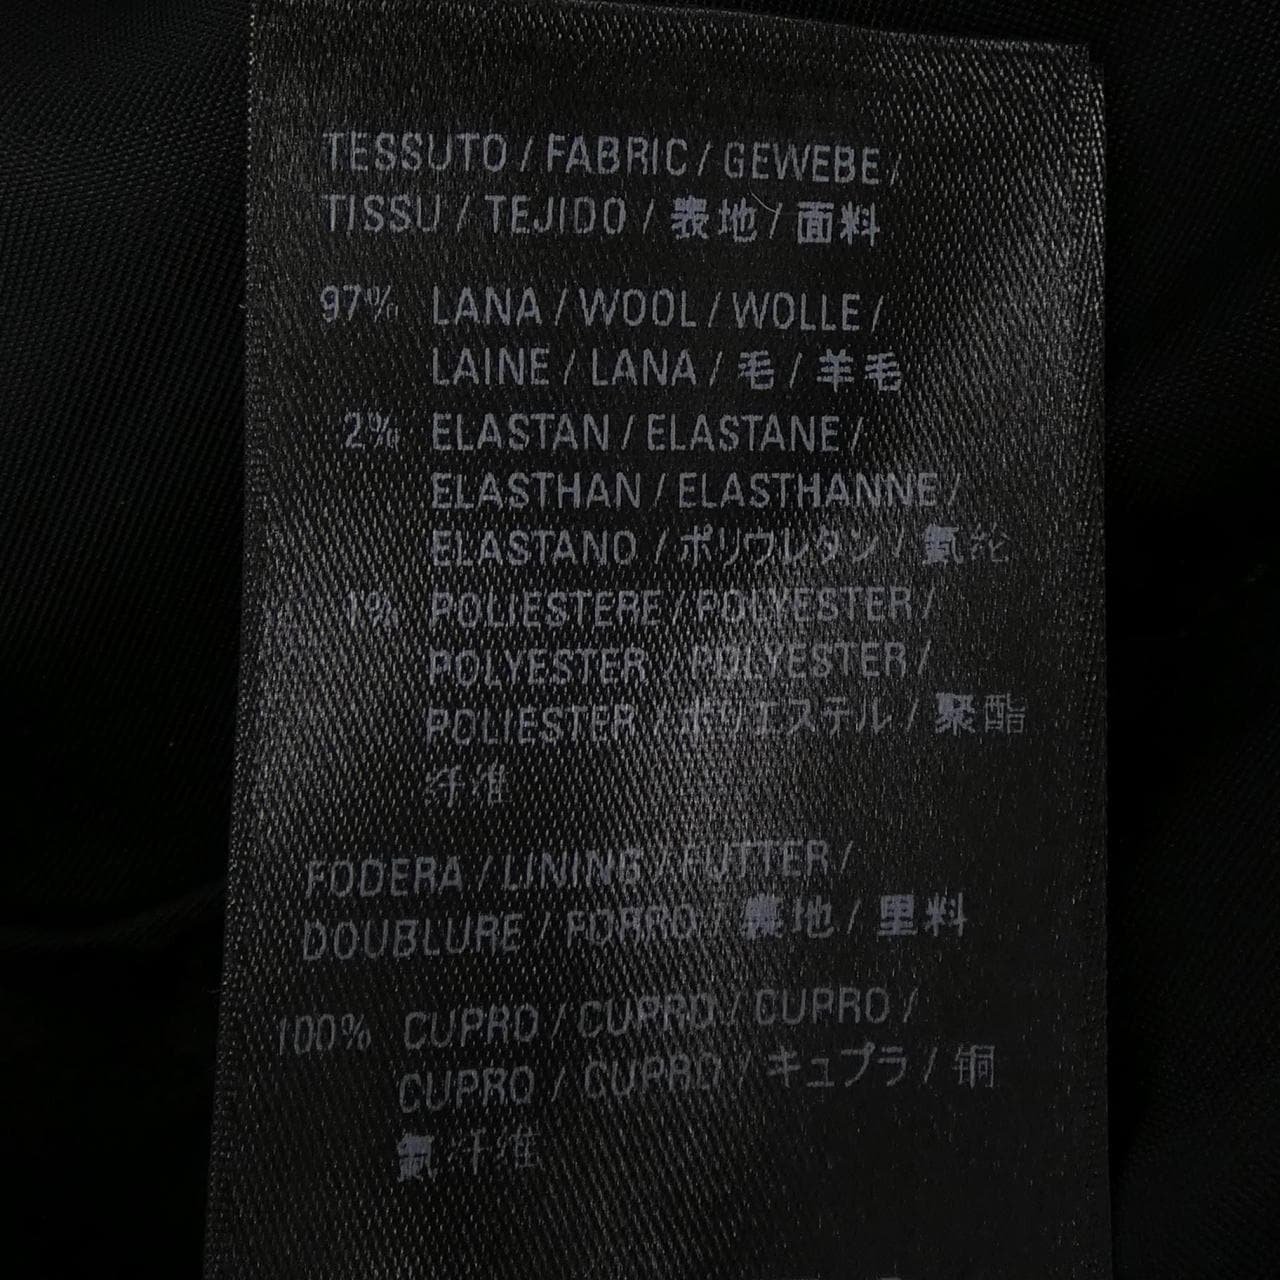 TESSUTO / FABRIC / GEWEBE /
TISSU / TEJIDO / 表地 / 面料
97% LANA / WOOL / WOLLE /
LAINE / LANA / 毛 / 羊毛
2% ELASTAN / ELASTANE /
ELASTHAN / ELASTHANNE /
ELASTANO / ポリウレタン / 氨纶
1% POLIESTERE / POLYESTER /
POLYESTER / POLYESTER /
POLIESTER / ポリエステル / 聚酯
纤维
FODERA / LINING / FUTTER /
DOUBLURE / FORRO / 裏地 / 里料
100% CUPRO / CUPRO / CUPRO /
CUPRO / CUPRO / キュプラ / 铜
氨纤维